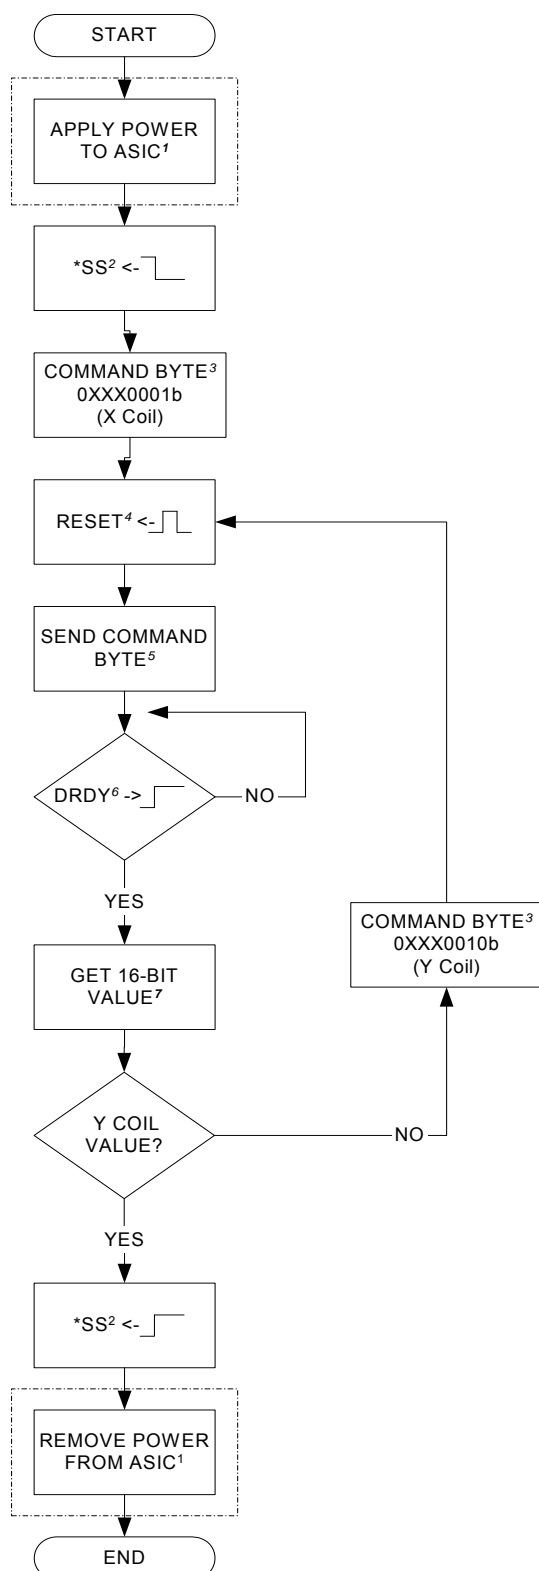 START
APPLY POWER
TO ASIC¹
*SS² <-
COMMAND BYTE³
0XXX0001b
(X Coil)
RESET⁴ <-
SEND COMMAND
BYTE⁵
DRDY⁶ ->
NO
YES
COMMAND BYTE³
0XXX0010b
(Y Coil)
GET 16-BIT
VALUE⁷
Y COIL
VALUE?
NO
YES
*SS² <-
REMOVE POWER
FROM ASIC¹
END